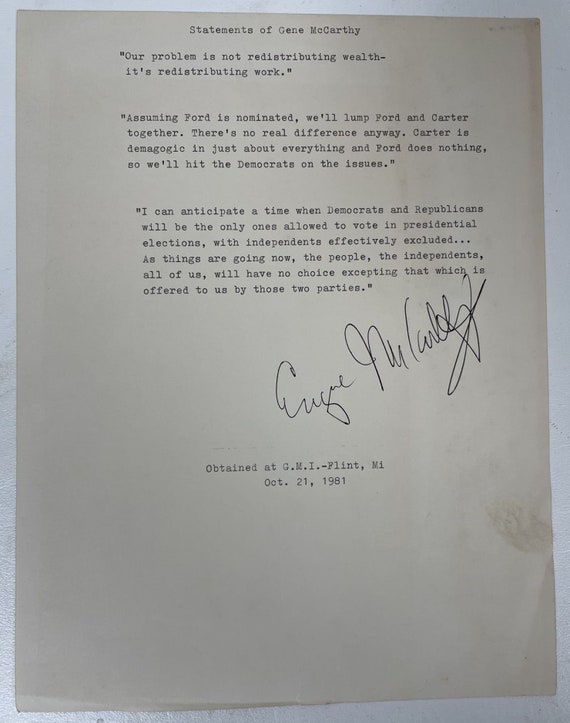 Statements of Gene McCarthy
"Our problem is not redistributing wealth-
it's redistributing work."
"Assuming Ford is nominated, we'll lump Ford and Carter
together. There's no real difference anyway. Carter is
demagogic in just about everything and Ford does nothing,
so we'll hit the Democrats on the issues."
"I can anticipate a time when Democrats and Republicans
will be the only ones allowed to vote in presidential
elections, with independents effectively excluded...
As things are going now, the people, the independents,
all of us, will have no choice excepting that which is
offered to us by those two parties."
Eugene McCarthy
Obtained at G.M.I.-Flint, Mi
Oct. 21, 1981